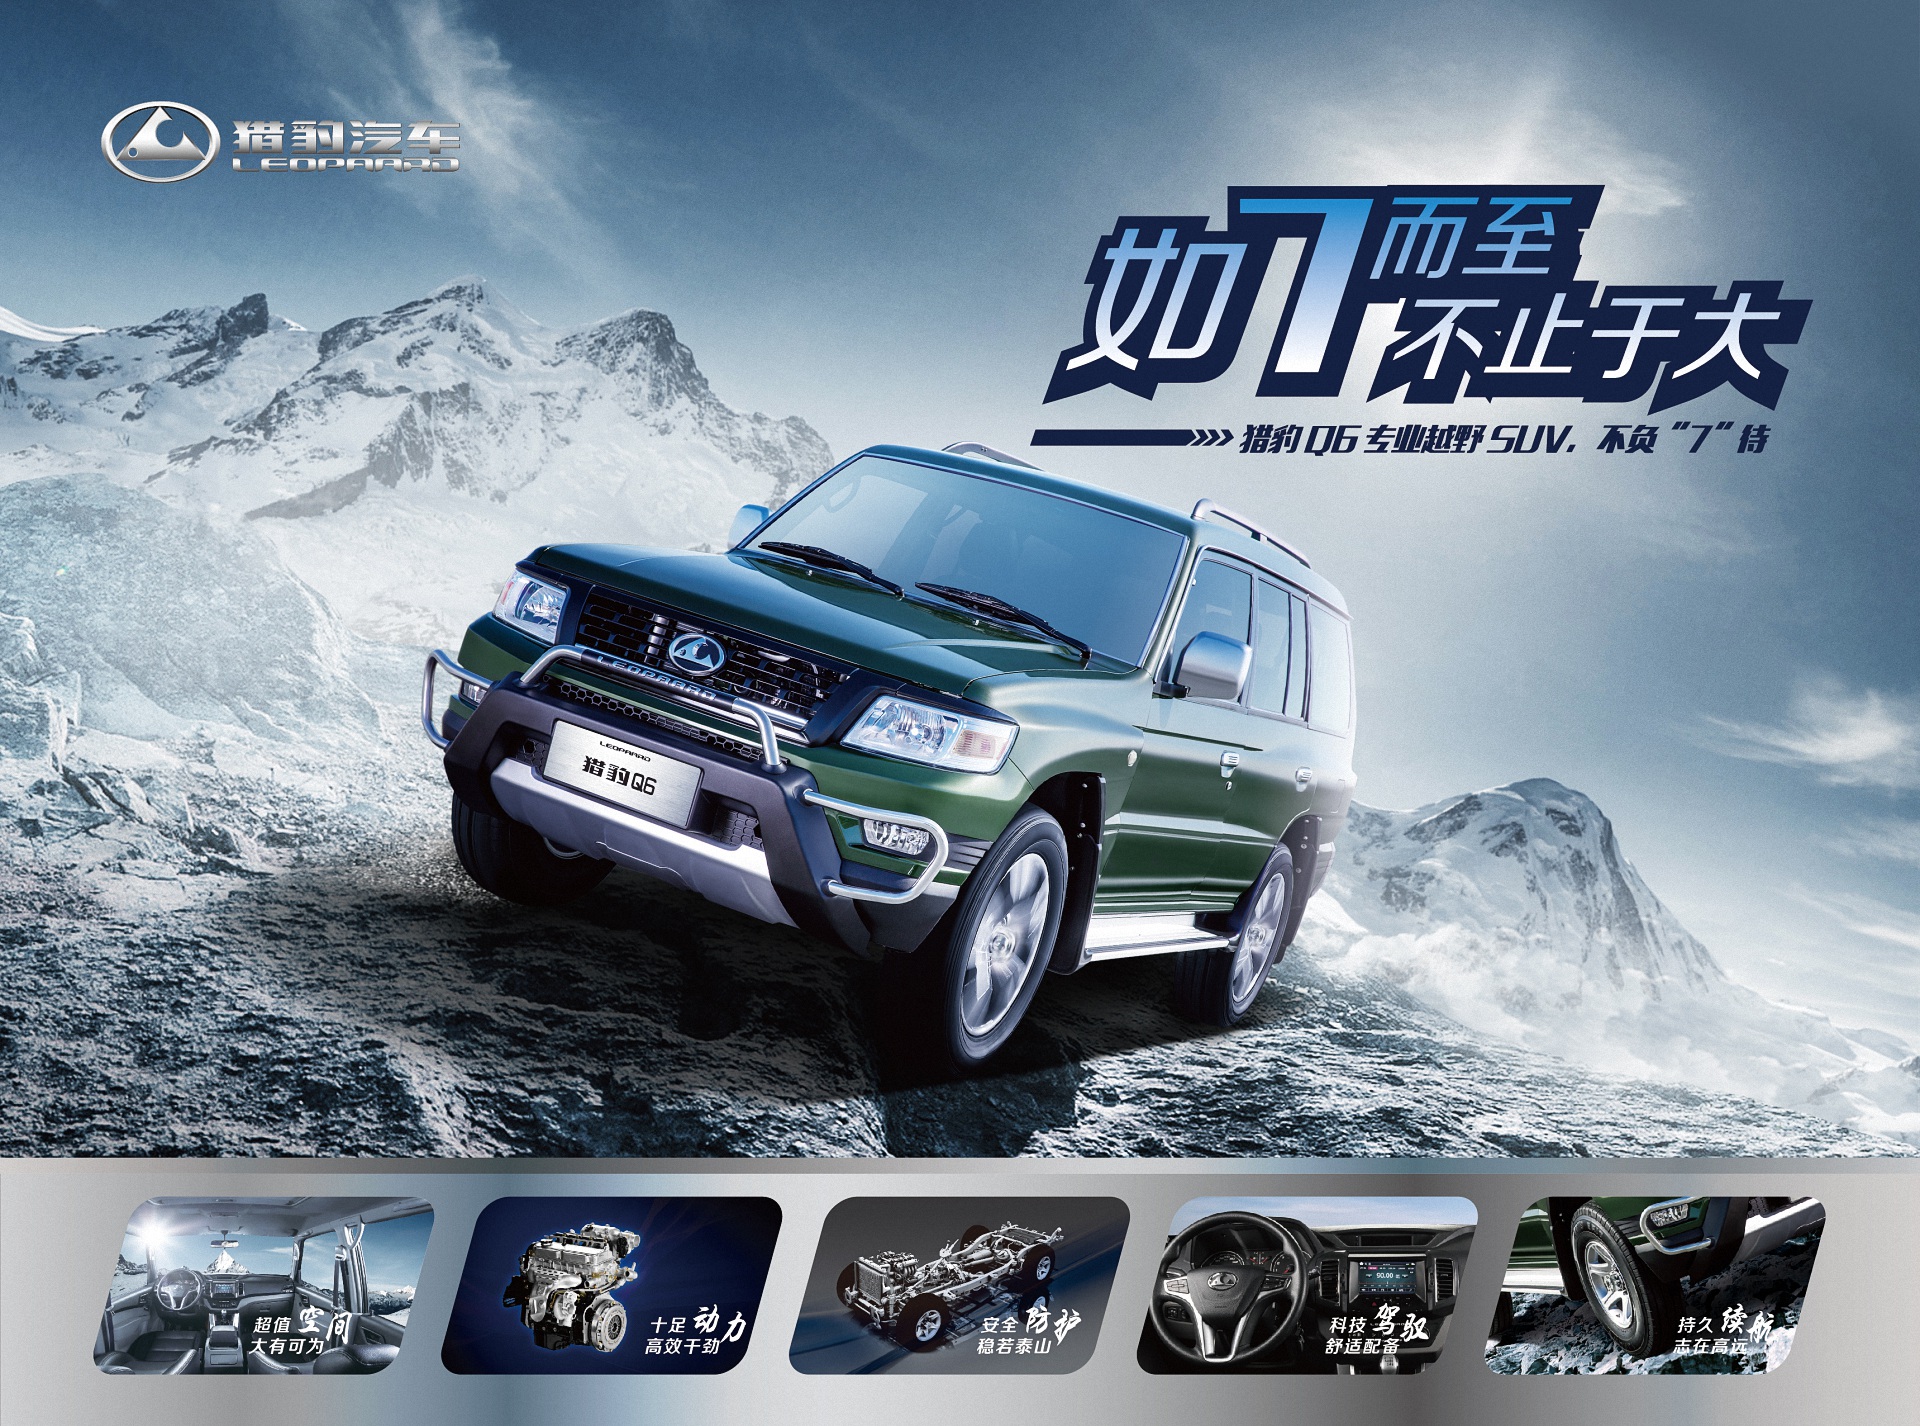 猎豹汽车
LEOPAARD
如7而至
不止于大
猎豹Q6专业越野SUV，不负“7”待
LEOPAARD
LEOPAARD
猎豹Q6
超值空间
大有可为
十足动力
高效干劲
安全防护
稳若泰山
科技驾驭
舒适配备
90.00
持久续航
志在高远